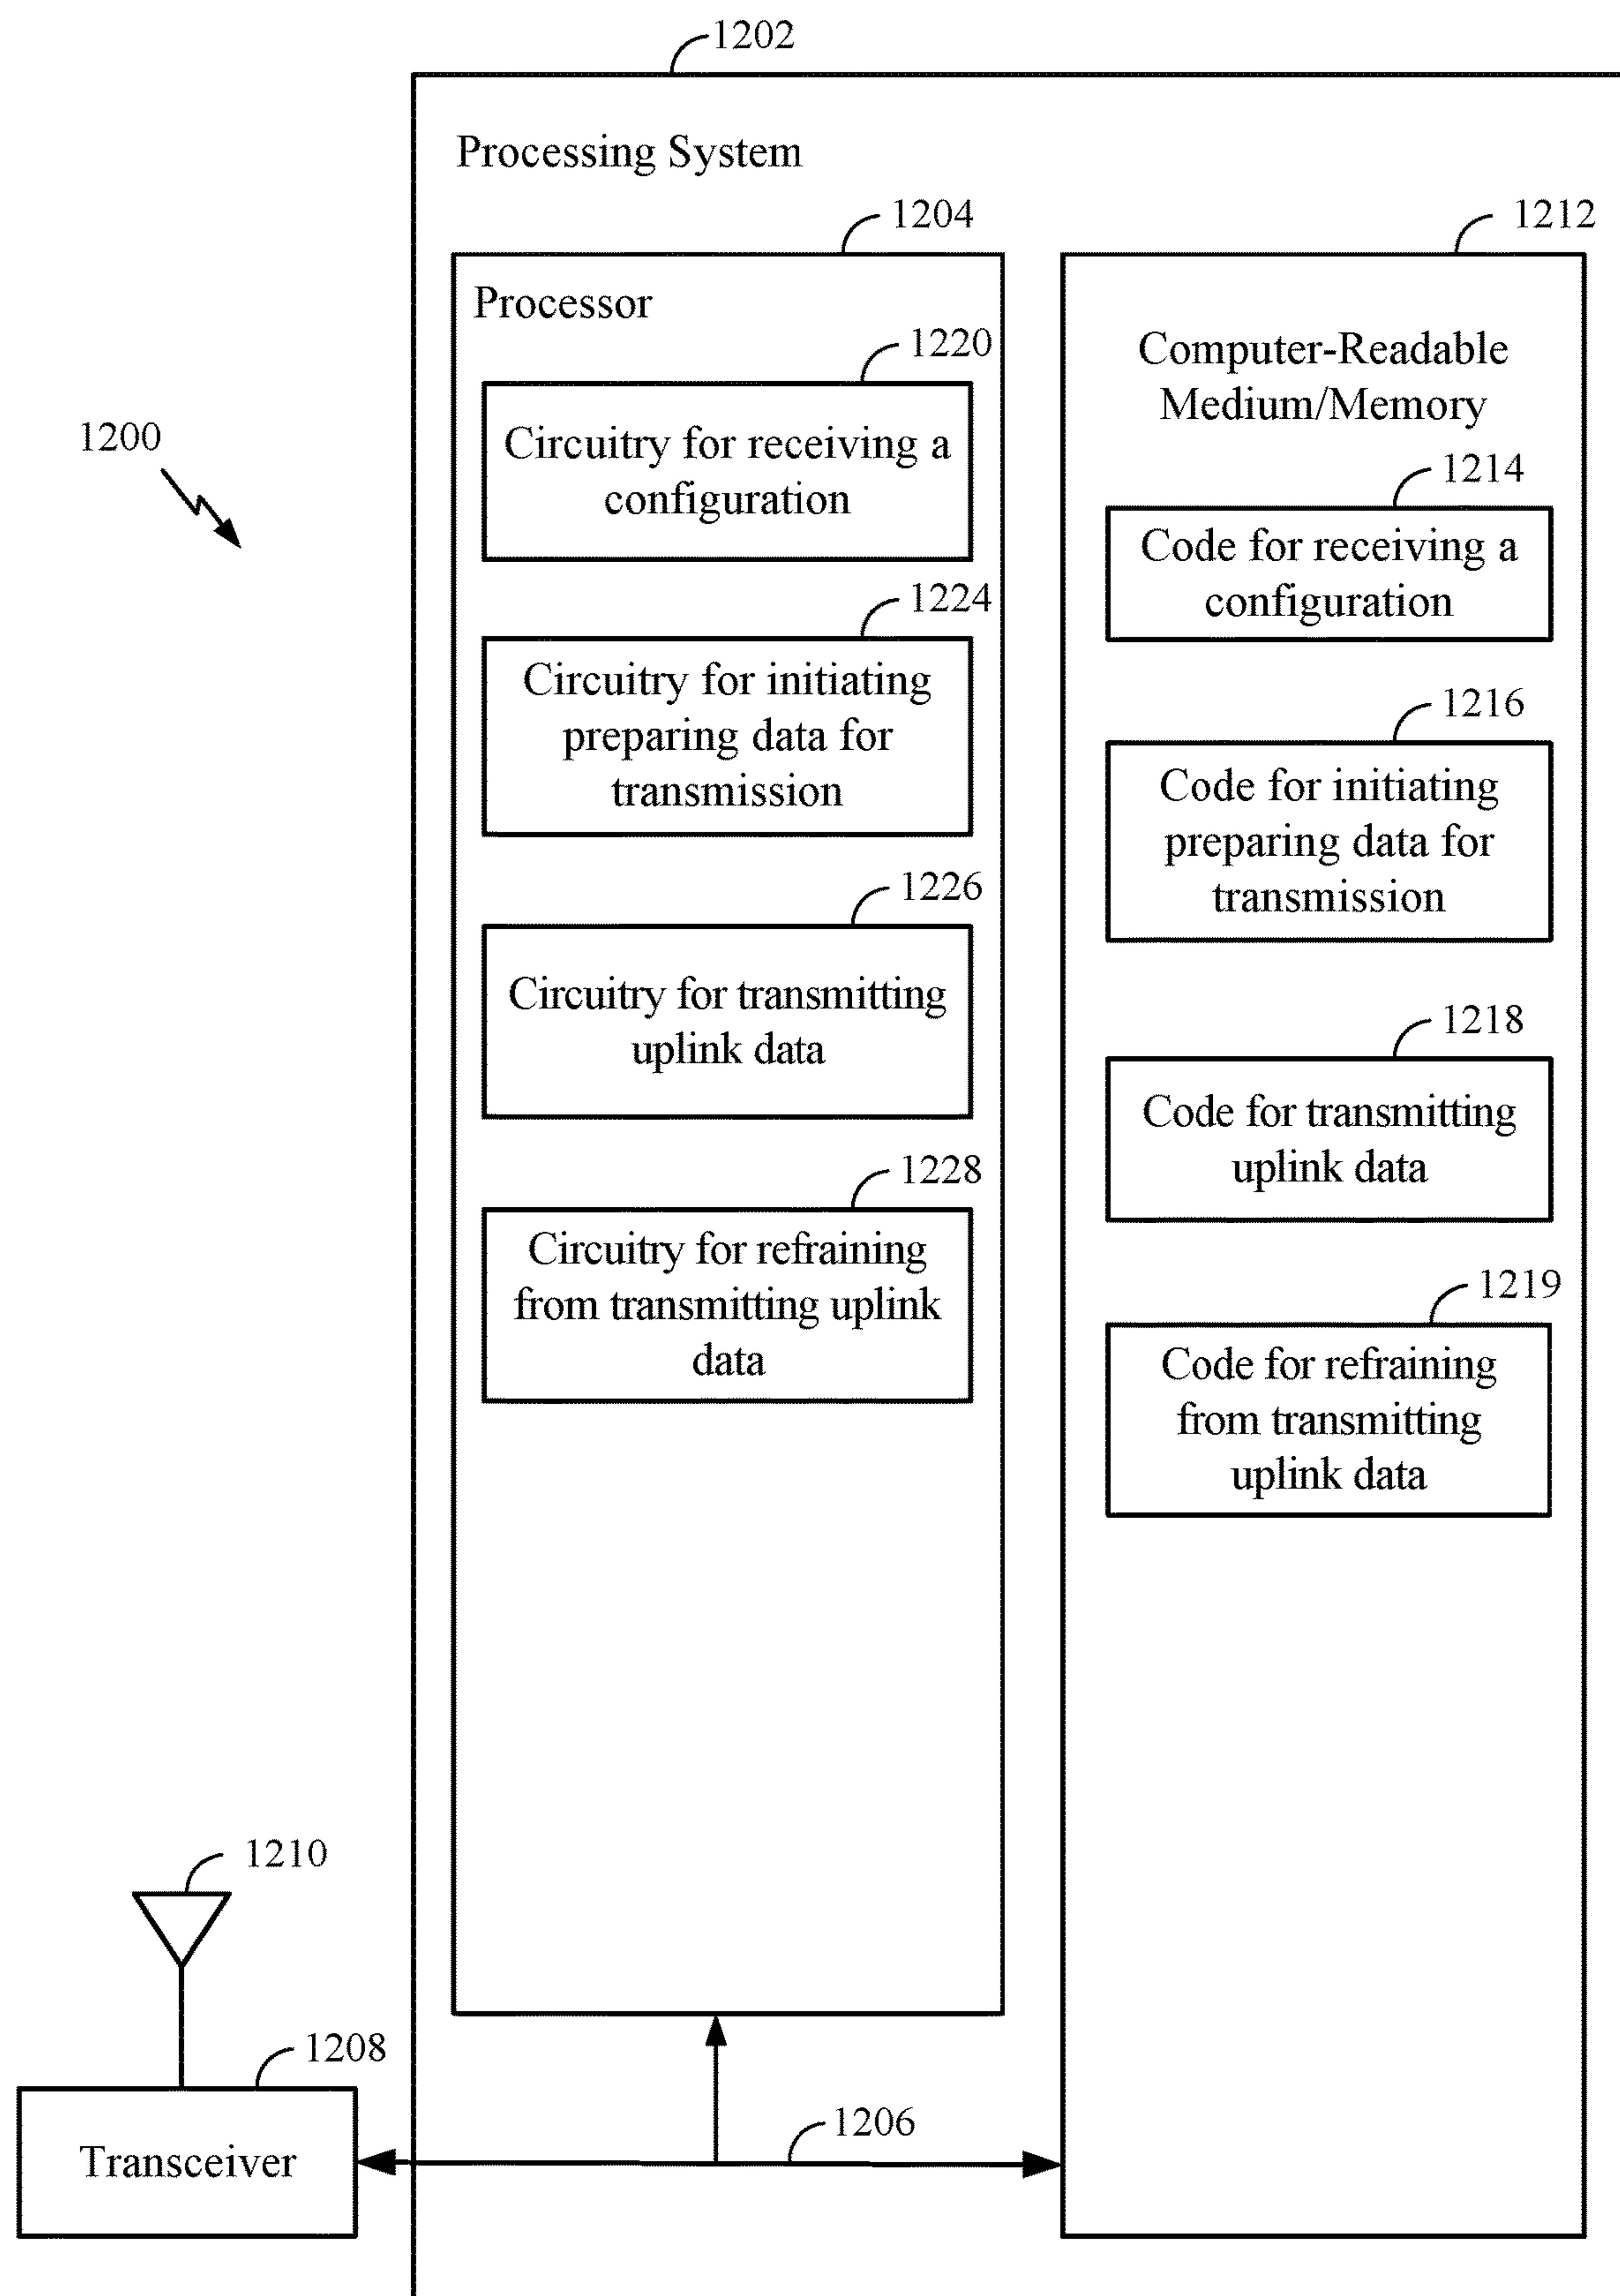 1202
Processing System
1204
1212
Processor
1220
Circuitry for receiving a
configuration
1224
Circuitry for initiating
preparing data for
transmission
1226
Circuitry for transmitting
uplink data
1228
Circuitry for refraining
from transmitting uplink
data
Computer-Readable
Medium/Memory
1214
Code for receiving a
configuration
1216
Code for initiating
preparing data for
transmission
1218
Code for transmitting
uplink data
1219
Code for refraining
from transmitting
uplink data
1200
1210
1208
Transceiver
1206